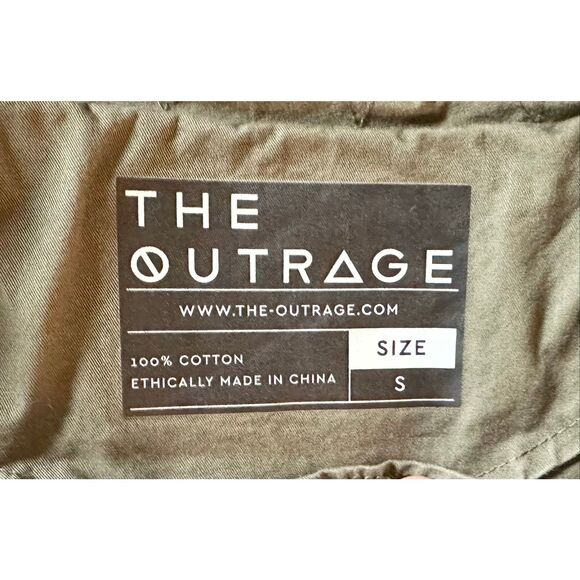 THE
OUTRAGE
WWW.THE-OUTRAGE.COM
100% COTTON
ETHICALLY MADE IN CHINA
SIZE
S